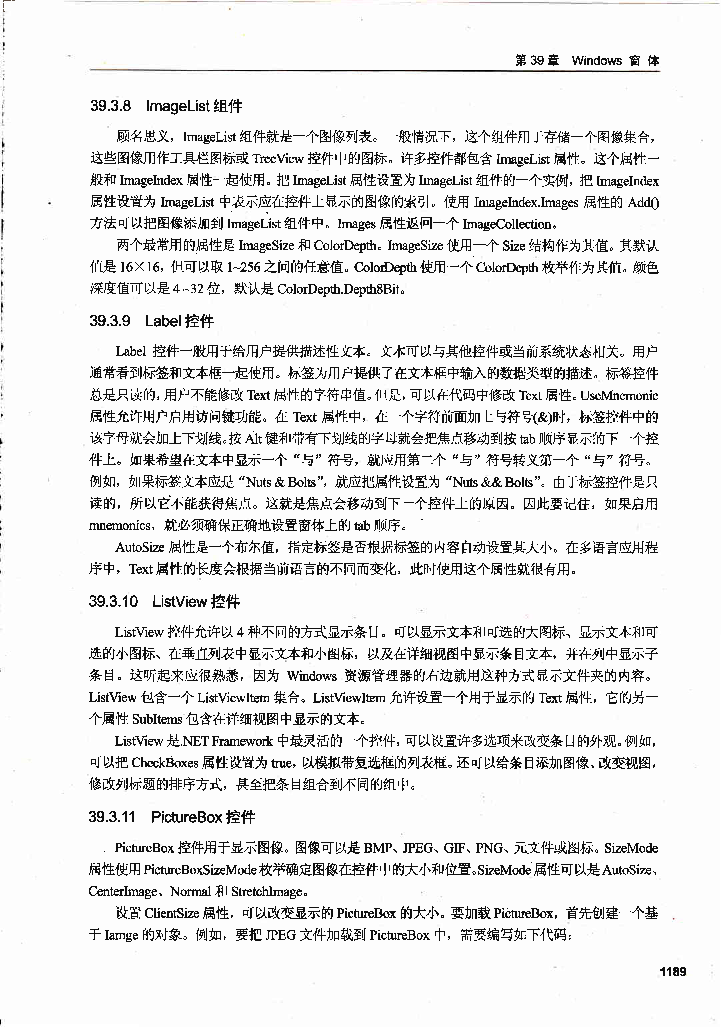 第 39 章 Windows 窗 体
39.3.8 ImageList 组件
顾名思义，ImageList 组件就是一个图像列表。一般情况下，这个组件用于存储一个图像集合，
这些图像用作工具栏图标或 TreeView 控件中的图标。许多控件都包含 ImageList 属性。这个属性一
般和 ImageIndex 属性一起使用。把 ImageList 属性设置为 ImageList 组件的一个实例，把 ImageIndex
属性设置为 ImageList 中表示应在控件上显示的图像的索引。使用 ImageIndex.Images 属性的 Add()
方法可以把图像添加到 ImageList 组件中。Images 属性返回一个 ImageCollection。
两个最常用的属性是 ImageSize 和 ColorDepth。ImageSize 使用一个 Size 结构作为其值。其默认
值是 16×16，但可以取 1~256 之间的任意值。ColorDepth 使用一个 ColorDepth 枚举作为其值。颜色
深度值可以是 4~32 位，默认是 ColorDepth.Depth8Bit。
39.3.9 Label 控件
Label 控件一般用于给用户提供描述性文本。文本可以与其他控件或当前系统状态相关。用户
通常看到标签和文本框一起使用。标签为用户提供了在文本框中输入的数据类型的描述。标签控件
总是只读的，用户不能修改 Text 属性的字符串值。但是，可以在代码中修改 Text 属性。UseMnemonic
属性允许用户启用访问键功能。在 Text 属性中，在一个字符前面加上与符号(&)时，标签控件中的
该字母就会加上下划线。按 Alt 键和带有下划线的字母就会把焦点移动到按 tab 顺序显示的下一个控
件上。如果希望在文本中显示一个“与”符号，就应用第二个“与”符号转义第一个“与”符号。
例如，如果标签文本应是“Nuts & Bolts”，就应把属性设置为“Nuts && Bolts”。由于标签控件是只
读的，所以它不能获得焦点。这就是焦点会移动到下一个控件上的原因。因此要记住，如果启用
mnemonics，就必须确保正确地设置窗体上的 tab 顺序。
AutoSize 属性是一个布尔值，指定标签是否根据标签的内容自动设置其大小。在多语言应用程
序中，Text 属性的长度会根据当前语言的不同而变化，此时使用这个属性就很有用。
39.3.10 ListView 控件
ListView 控件允许以 4 种不同的方式显示条目。可以显示文本和可选的大图标、显示文本和可
选的小图标、在垂直列表中显示文本和小图标，以及在详细视图中显示条目文本，并在列中显示子
条目。这听起来应很熟悉，因为 Windows 资源管理器的右边就用这种方式显示文件夹的内容。
ListView 包含一个 ListViewItem 集合。ListViewItem 允许设置一个用于显示的 Text 属性，它的另一
个属性 SubItems 包含在详细视图中显示的文本。
ListView 是.NET Framework 中最灵活的一个控件，可以设置许多选项来改变条目的外观。例如，
可以把 CheckBoxes 属性设置为 true，以模拟带复选框的列表框。还可以给条目添加图像、改变视图，
修改列标题的排序方式，甚至把条目组合到不同的组中。
39.3.11 PictureBox 控件
PictureBox 控件用于显示图像。图像可以是 BMP、JPEG、GIF、PNG、元文件或图标。SizeMode
属性使用 PictureBoxSizeMode 枚举确定图像在控件中的大小和位置。SizeMode 属性可以是 AutoSize、
CenterImage、Normal 和 StretchImage。
设置 ClientSize 属性，可以改变显示的 PictureBox 的大小。要加载 PictureBox，首先创建一个基
于 Iamge 的对象。例如，要把 JPEG 文件加载到 PictureBox 中，需要编写如下代码：
1189